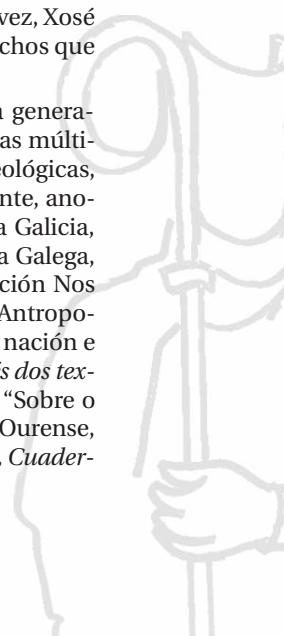 vez, Xosé
chos que
genera-
as múlti-
eológicas,
nte, ano-
a Galicia,
a Galega,
ción Nos
Antropo-
nación e
s dos tex-
“Sobre o
Ourense,
, Cuader-